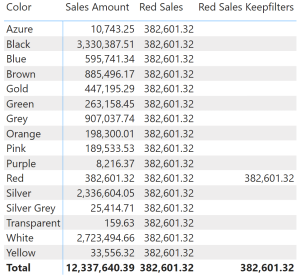 Color Sales Amount Red Sales Red Sales Keepfilters
Azure 10,743.25 382,601.32
Black 3,330,387.51 382,601.32
Blue 595,741.34 382,601.32
Brown 885,496.17 382,601.32
Gold 447,195.29 382,601.32
Green 263,158.45 382,601.32
Grey 907,037.74 382,601.32
Orange 198,300.01 382,601.32
Pink 189,533.53 382,601.32
Purple 8,216.37 382,601.32
Red 382,601.32 382,601.32 382,601.32
Silver 2,336,604.05 382,601.32
Silver Grey 25,414.71 382,601.32
Transparent 159.63 382,601.32
White 2,723,494.66 382,601.32
Yellow 33,556.32 382,601.32
Total 12,337,640.39 382,601.32 382,601.32